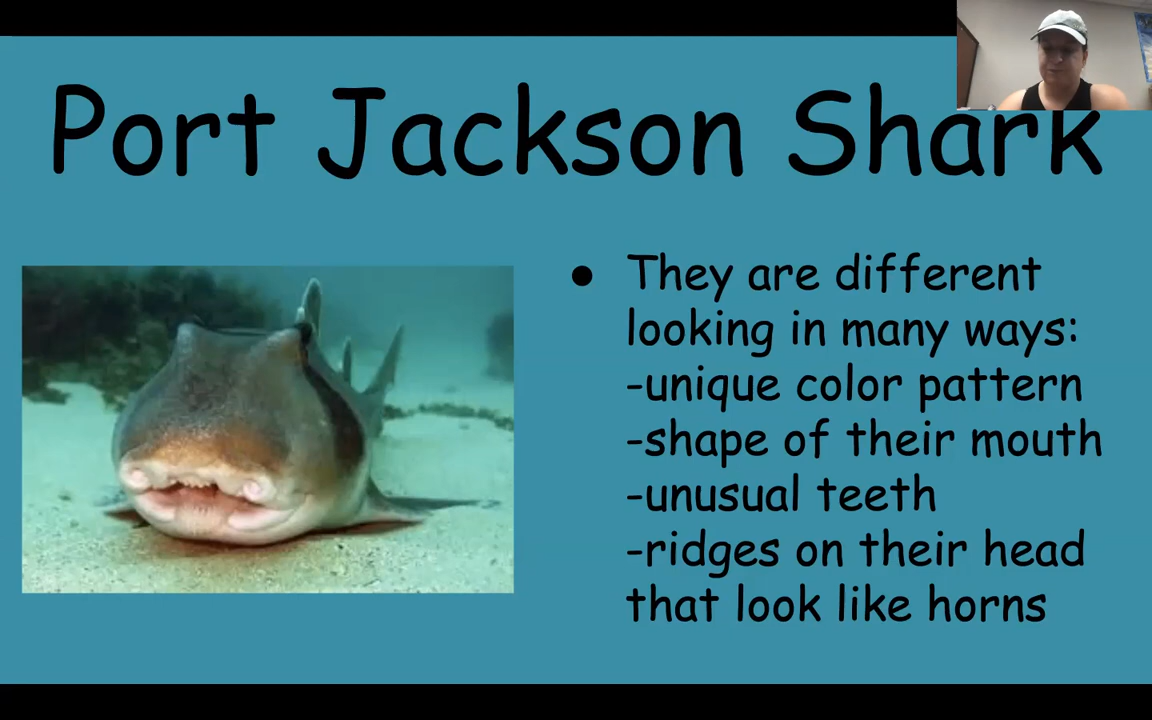 Port Jackson Shark
● They are different
looking in many ways:
-unique color pattern
-shape of their mouth
-unusual teeth
-ridges on their head
that look like horns